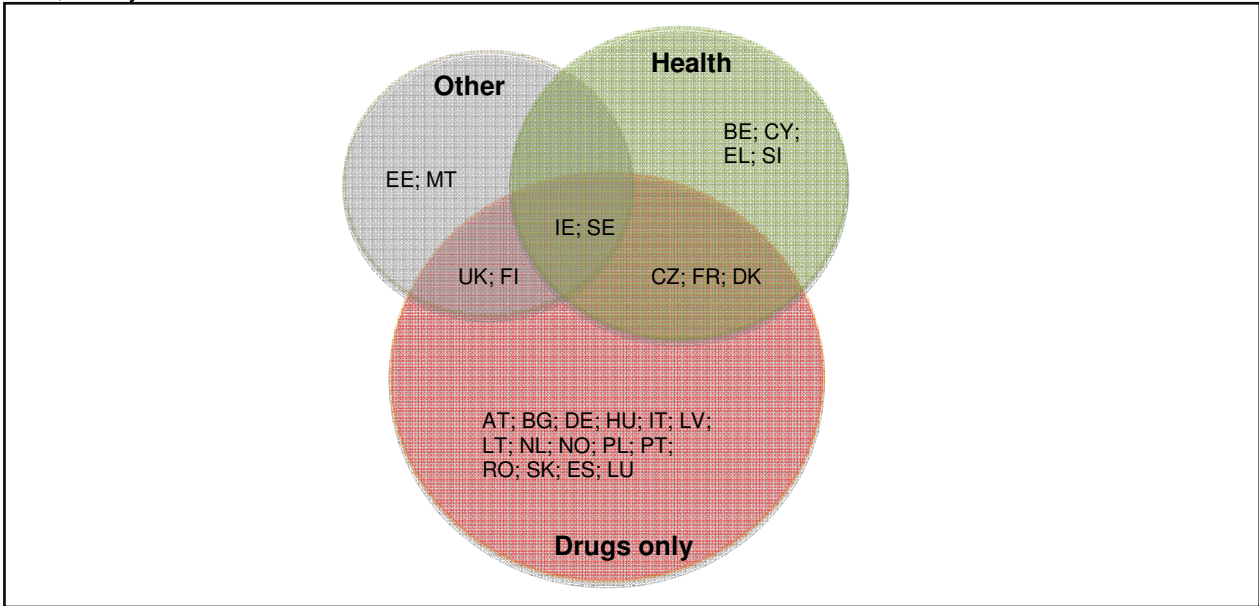 Health
Other
BE; CY;
EL; SI
EE; MT
IE; SE
UK; FI
CZ; FR; DK
AT; BG; DE; HU; IT; LV;
LT; NL; NO; PL; PT;
RO; SK; ES; LU
Drugs only